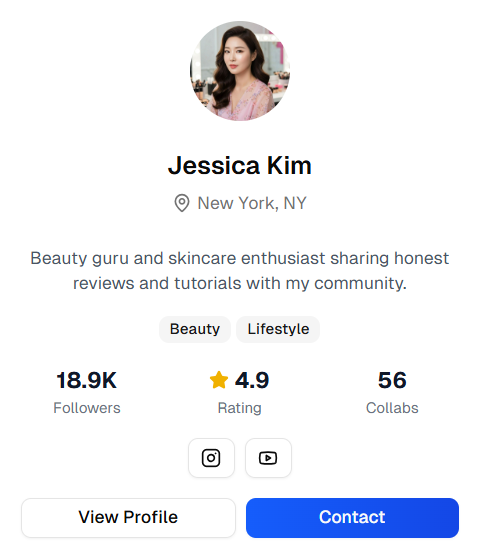 Jessica Kim
New York, NY
Beauty guru and skincare enthusiast sharing honest
reviews and tutorials with my community.
Beauty Lifestyle
18.9K 4.9 56
Followers Rating Collabs
View Profile Contact